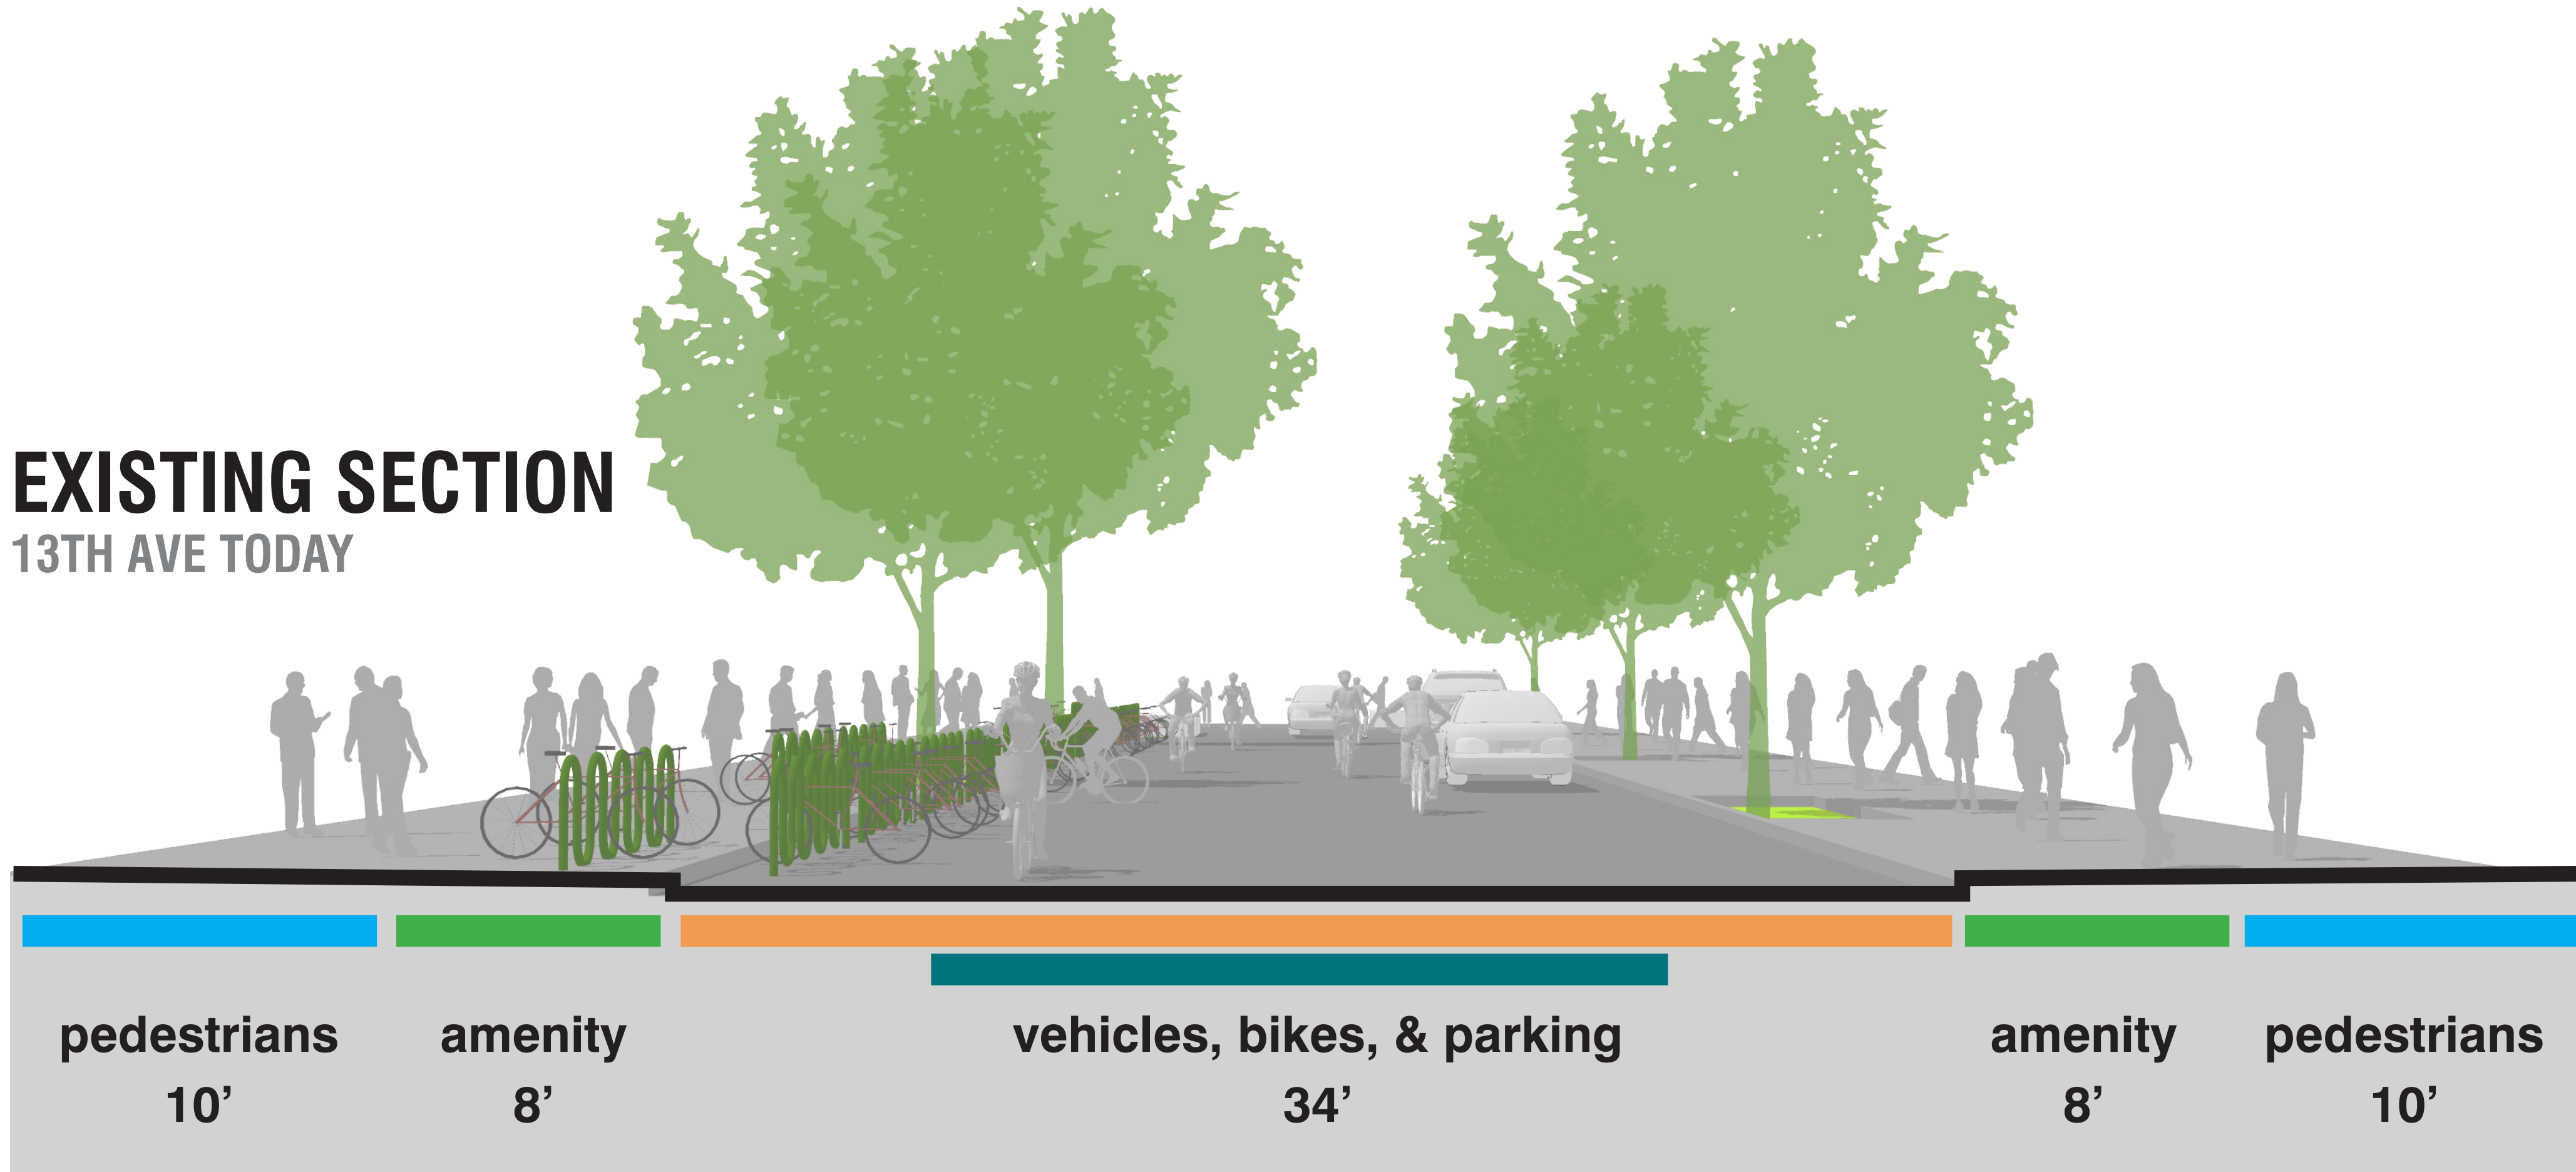 EXISTING SECTION
13TH AVE TODAY
pedestrians
10’
amenity
8’
vehicles, bikes, & parking
34’
amenity
8’
pedestrians
10’